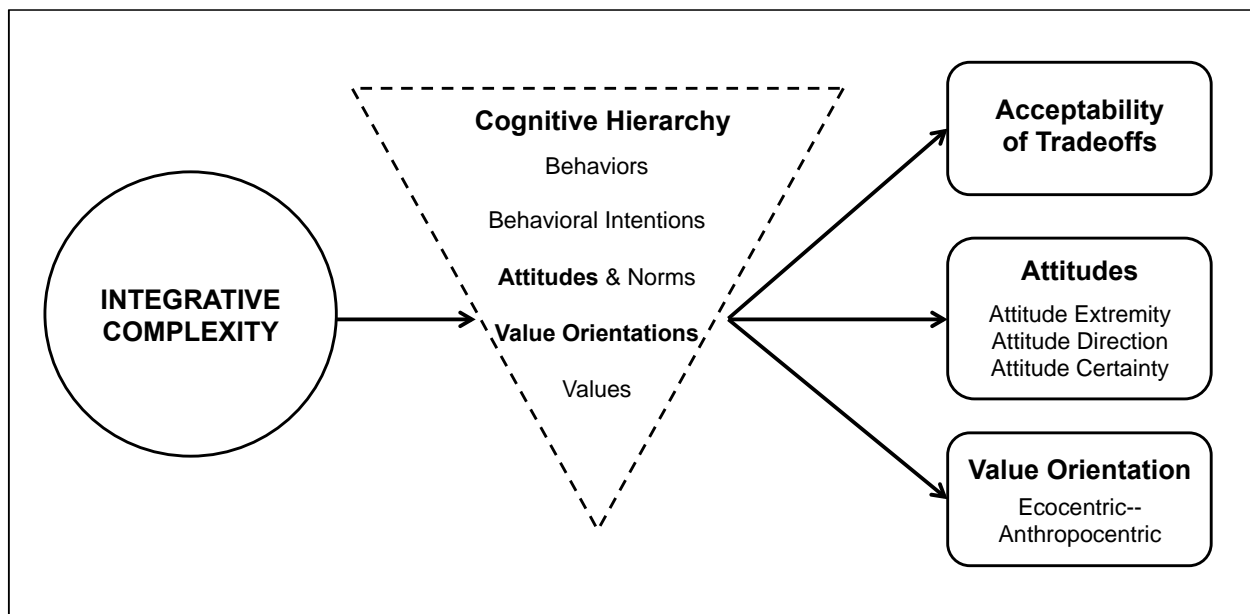 INTEGRATIVE
COMPLEXITY
Cognitive Hierarchy
Behaviors
Behavioral Intentions
Attitudes & Norms
Value Orientations
Values
Acceptability
of Tradeoffs
Attitudes
Attitude Extremity
Attitude Direction
Attitude Certainty
Value Orientation
Ecocentric--
Anthropocentric